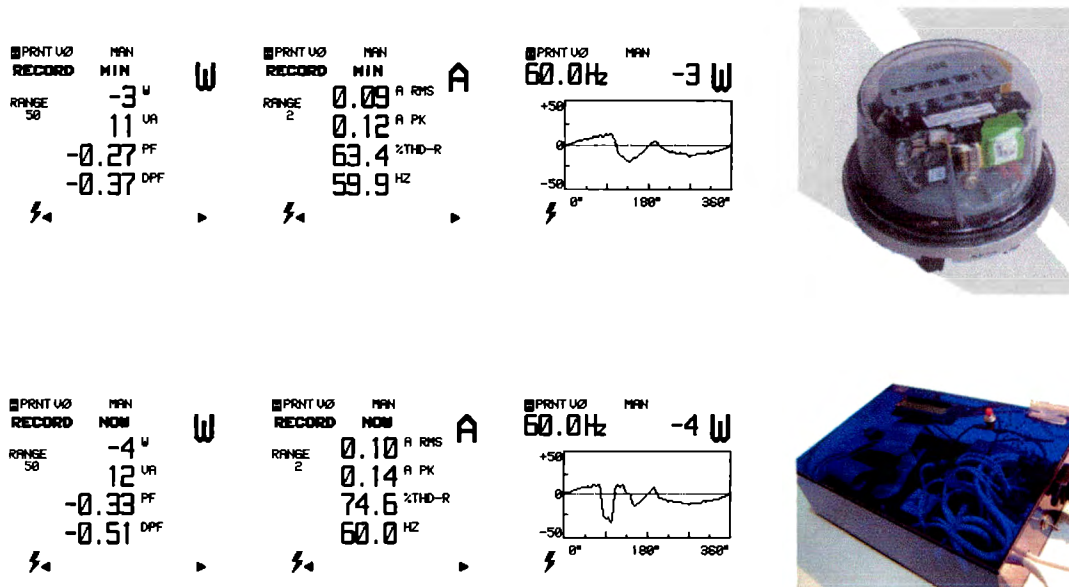 PRNT VØ MAN
RECORD MIN W
RANGE 50
-3 W
11 VA
-0.27 PF
-0.37 DPF
PRNT VØ MAN
RECORD MIN A
RANGE 2
0.09 A RMS
0.12 A PK
63.4 %THD-R
59.9 HZ
PRNT VØ MAN
60.0Hz -3 W
+50
0
-50
0° 180° 360°
PRNT VØ MAN
RECORD NOW W
RANGE 50
-4 W
12 VA
-0.33 PF
-0.51 DPF
PRNT VØ MAN
RECORD NOW A
RANGE 2
0.10 A RMS
0.14 A PK
74.6 %THD-R
60.0 HZ
PRNT VØ MAN
60.0Hz -4 W
+50
0
-50
0° 180° 360°